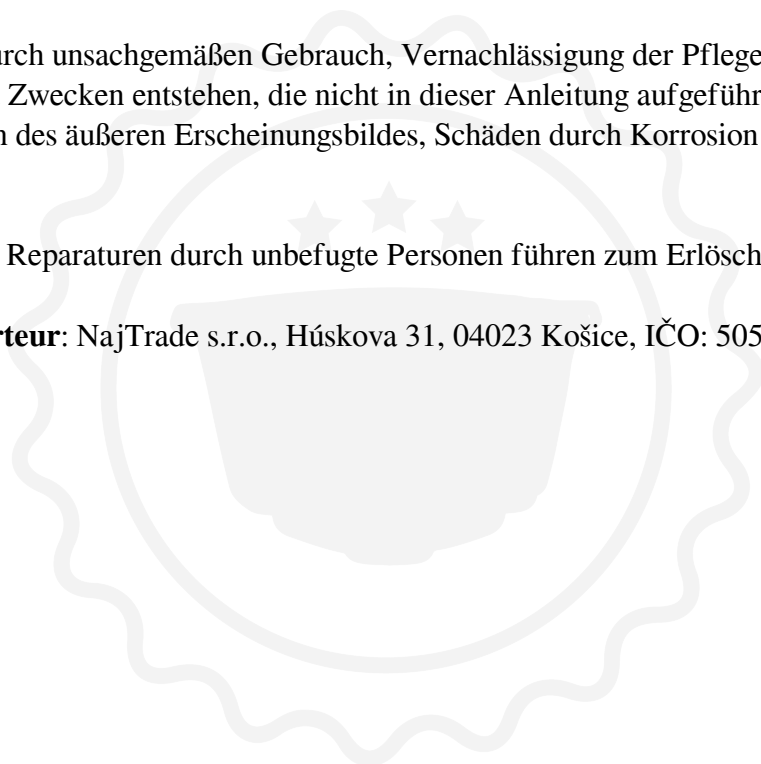 urch unsachgemäßen Gebrauch, Vernachlässigung der Pflege
Zwecken entstehen, die nicht in dieser Anleitung aufgeführ
n des äußeren Erscheinungsbildes, Schäden durch Korrosion
Reparaturen durch unbefugte Personen führen zum Erlösch
rteur: NajTrade s.r.o., Húskova 31, 04023 Košice, IČO: 505